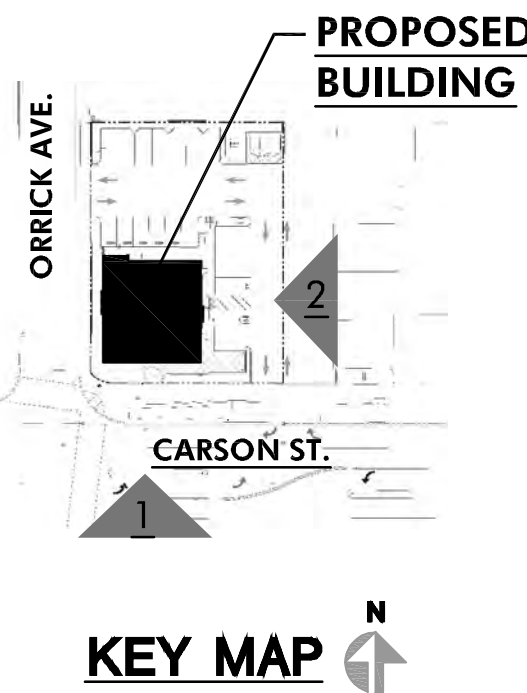 PROPOSED
BUILDING
ORRICK AVE.
2
CARSON ST.
1
KEY MAP
N